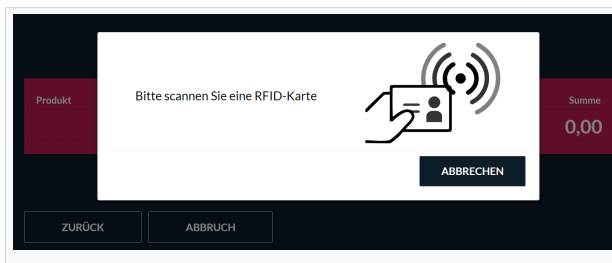 Bitte scannen Sie eine RFID-Karte
Produkt
Summe
0,00
ABBRECHEN
ZURÜCK
ABBRUCH